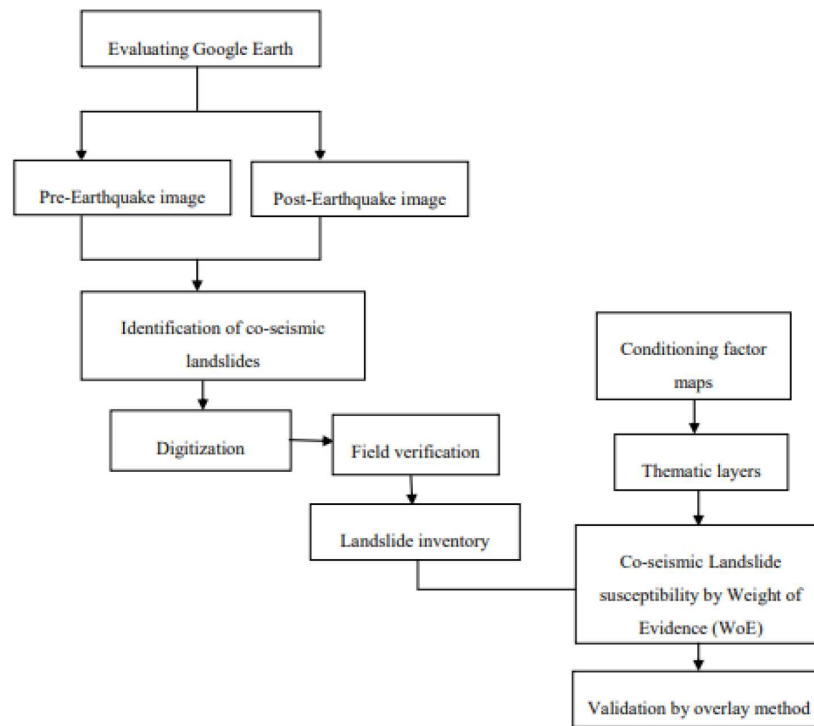 Evaluating Google Earth
Pre-Earthquake image
Post-Earthquake image
Identification of co-seismic
landslides
Conditioning factor
maps
Digitization
Field verification
Thematic layers
Landslide inventory
Co-seismic Landslide
susceptibility by Weight of
Evidence (WoE)
Validation by overlay method